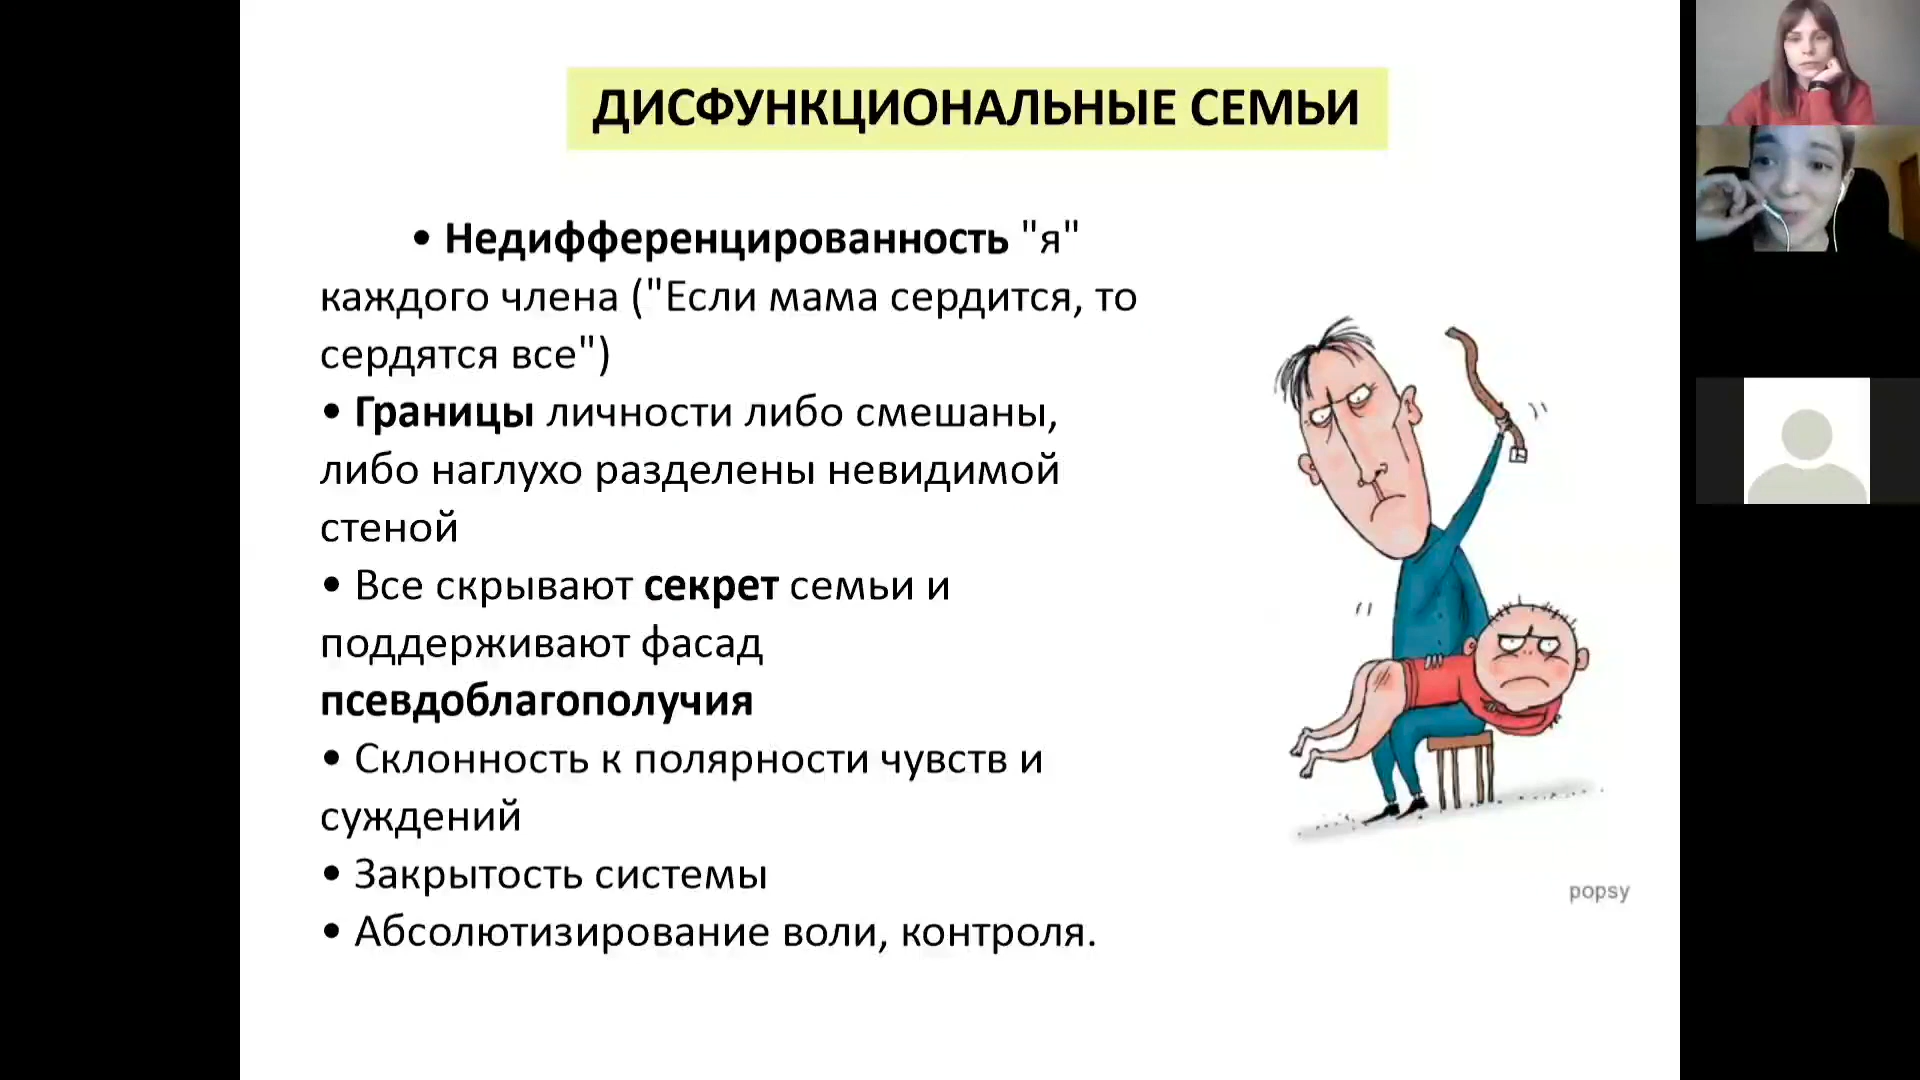 ДИСФУНКЦИОНАЛЬНЫЕ СЕМЬИ
• Недифференцированность "я"
каждого члена ("Если мама сердится, то
сердятся все")
• Границы личности либо смешаны,
либо наглухо разделены невидимой
стеной
• Все скрывают секрет семьи и
поддерживают фасад
псевдоблагополучия
• Склонность к полярности чувств и
суждений
• Закрытость системы
• Абсолютизирование воли, контроля.
popsy